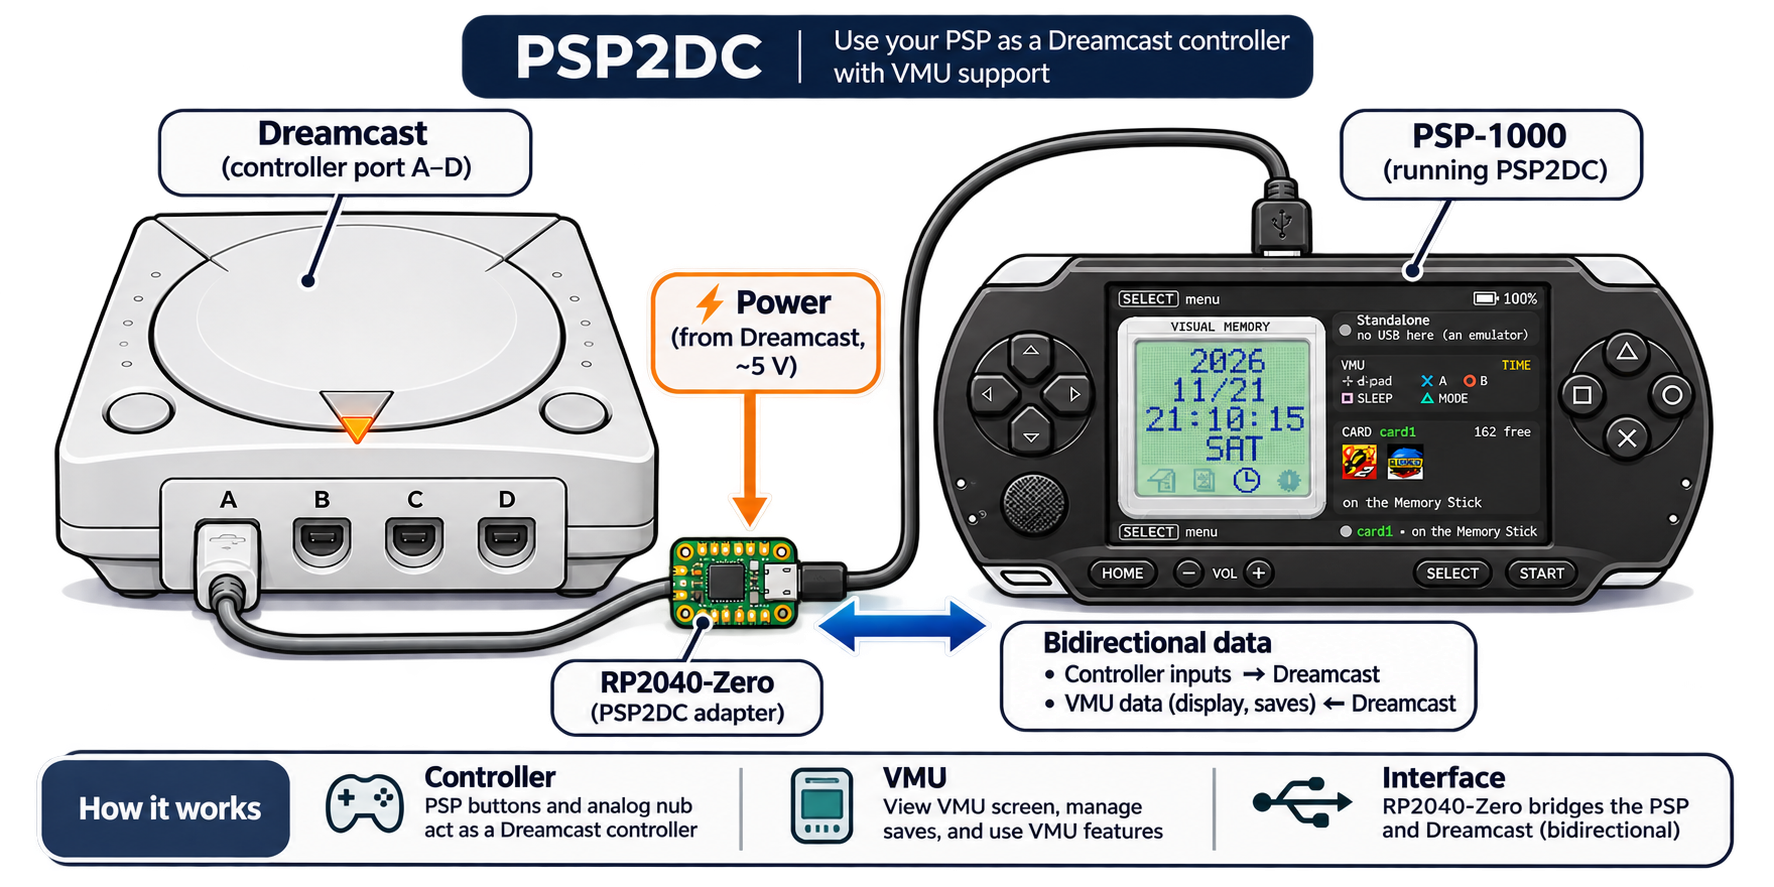 PSP2DC
Use your PSP as a Dreamcast controller
with VMU support
Dreamcast
(controller port A–D)
PSP-1000
(running PSP2DC)
Power
(from Dreamcast,
~5 V)
A B C D
SELECT menu
100%
VISUAL MEMORY
2026
11/21
21:10:15
SAT
Standalone
no USB here (an emulator)
VMU TIME
d-pad A B
SLEEP MODE
CARD card1 162 free
on the Memory Stick
SELECT menu
card1 • on the Memory Stick
HOME − VOL + SELECT START
RP2040-Zero
(PSP2DC adapter)
Bidirectional data
• Controller inputs → Dreamcast
• VMU data (display, saves) ← Dreamcast
How it works
Controller
PSP buttons and analog nub
act as a Dreamcast controller
VMU
View VMU screen, manage
saves, and use VMU features
Interface
RP2040-Zero bridges the PSP
and Dreamcast (bidirectional)